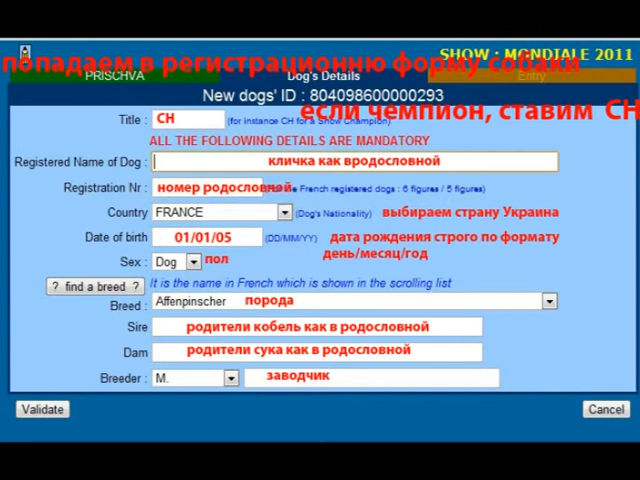 SHOW : MONDIALE 2011
попадаем в регистрационню форму собаки
PRISCHVA Dog's Details Entry
New dogs' ID : 804098600000293
если чемпион, ставим CH
Title : CH (for instance CH for a Show Champion)
ALL THE FOLLOWING DETAILS ARE MANDATORY
Registered Name of Dog : кличка как вродословной
Registration Nr : номер родословной French registered dogs : 6 figures / 5 figures)
Country FRANCE (Dog's Nationality) выбираем страну Украина
Date of birth 01/01/05 (DD/MM/YY) дата рождения строго по формату
день/месяц/год
Sex : Dog пол
? find a breed ? It is the name in French which is shown in the scrolling list
Breed : Affenpinscher порода
Sire родители кобель как в родословной
Dam родители сука как в родословной
Breeder : M. заводчик
Validate Cancel